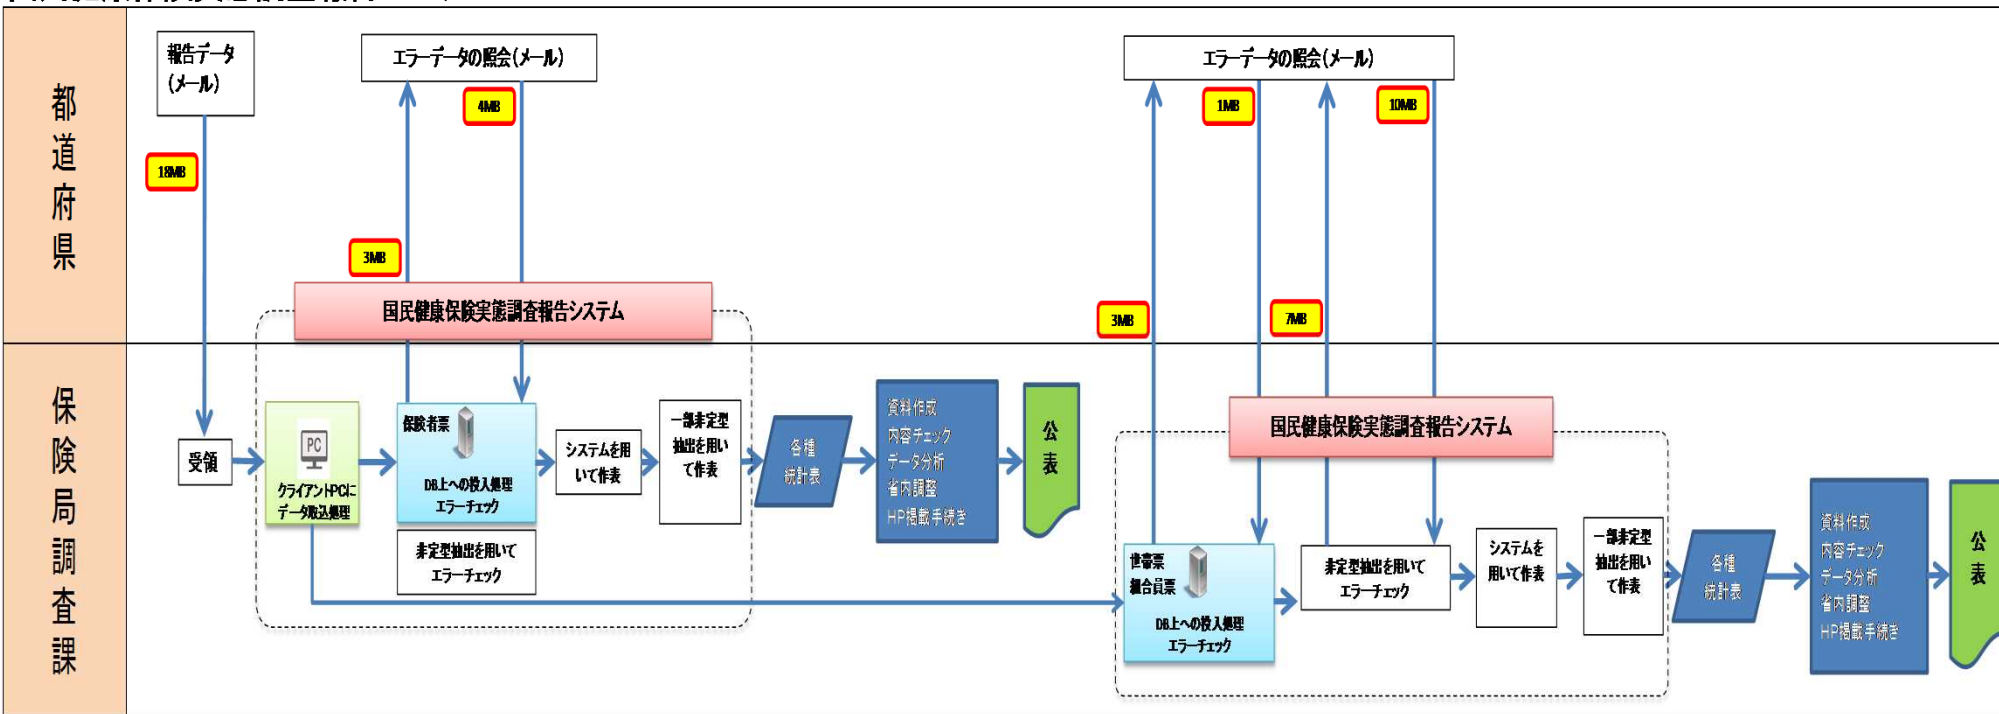 都道府県
報告データ
(メール)
18MB
エラーデータの照会(メール)
4MB
3MB
国民健康保険実態調査報告システム
エラーデータの照会(メール)
1MB
10MB
3MB
7MB
保険局調査課
受領
PC
クライアントPCに
データ取込処理
保険者票
DB上への投入処理
エラーチェック
非定型抽出を用いて
エラーチェック
システムを用
いて作表
一部非定型
抽出を用い
て作表
各種
統計表
資料作成
内容チェック
データ分析
省内調整
HP掲載手続き
公表
国民健康保険実態調査報告システム
世帯票
組合員票
DB上への投入処理
エラーチェック
非定型抽出を用いて
エラーチェック
システムを
用いて作表
一部非定型
抽出を用い
て作表
各種
統計表
資料作成
内容チェック
データ分析
省内調整
HP掲載手続き
公表